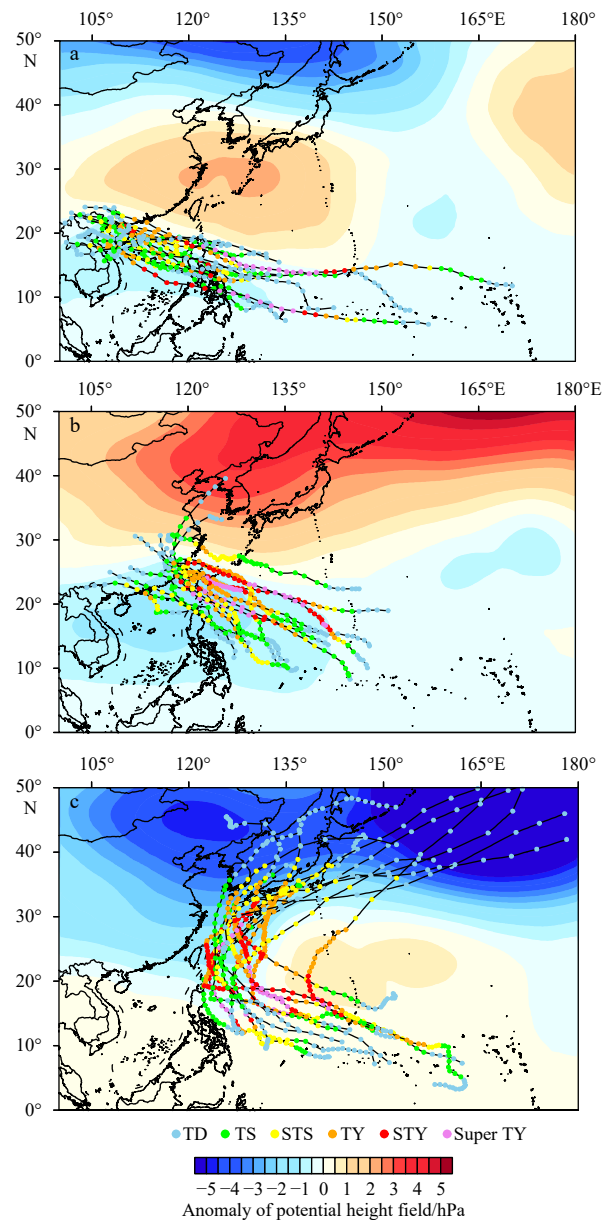 105° 120° 135° 150° 165°E 180°
50°
N
a
40°
30°
20°
10°
0°
105° 120° 135° 150° 165°E 180°E
50°
N
b
40°
30°
20°
10°
0°
105° 120° 135° 150° 165°E 180°
50°
N
c
40°
30°
20°
10°
0°
TD TS STS TY STY Super TY
−5 −4 −3 −2 −1 0 1 2 3 4 5
Anomaly of potential height field/hPa